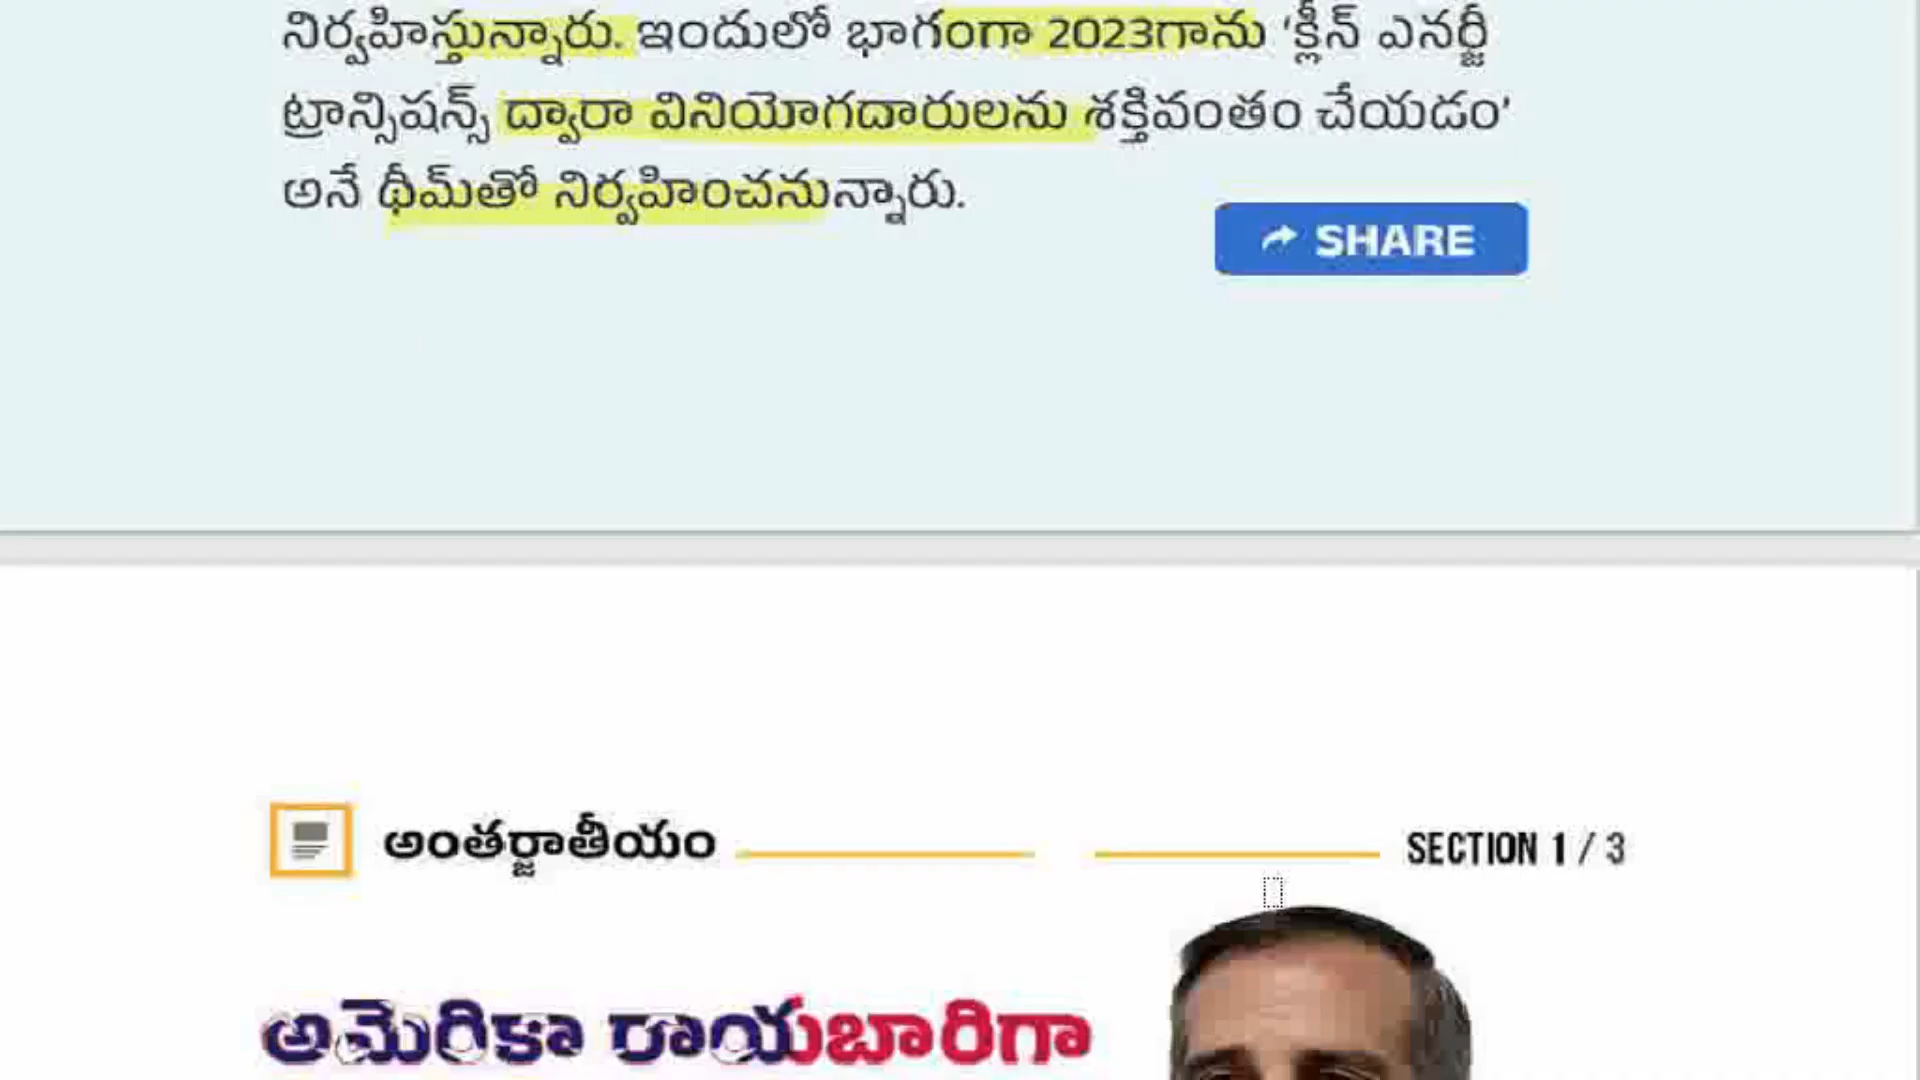 నిర్వహిస్తున్నారు. ఇందులో భాగంగా 2023గాను ‘క్లీన్ ఎనర్జీ
ట్రాన్సిషన్స్ ద్వారా వినియోగదారులను శక్తివంతం చేయడం’
అనే థీమ్‌తో నిర్వహించనున్నారు.
SHARE
అంతర్జాతీయం
SECTION 1 / 3
అమెరికా రాయబారిగా